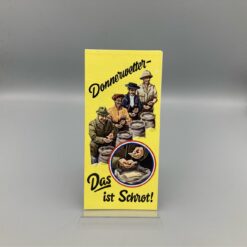 Donnerwetter-
Das
ist Schrot!